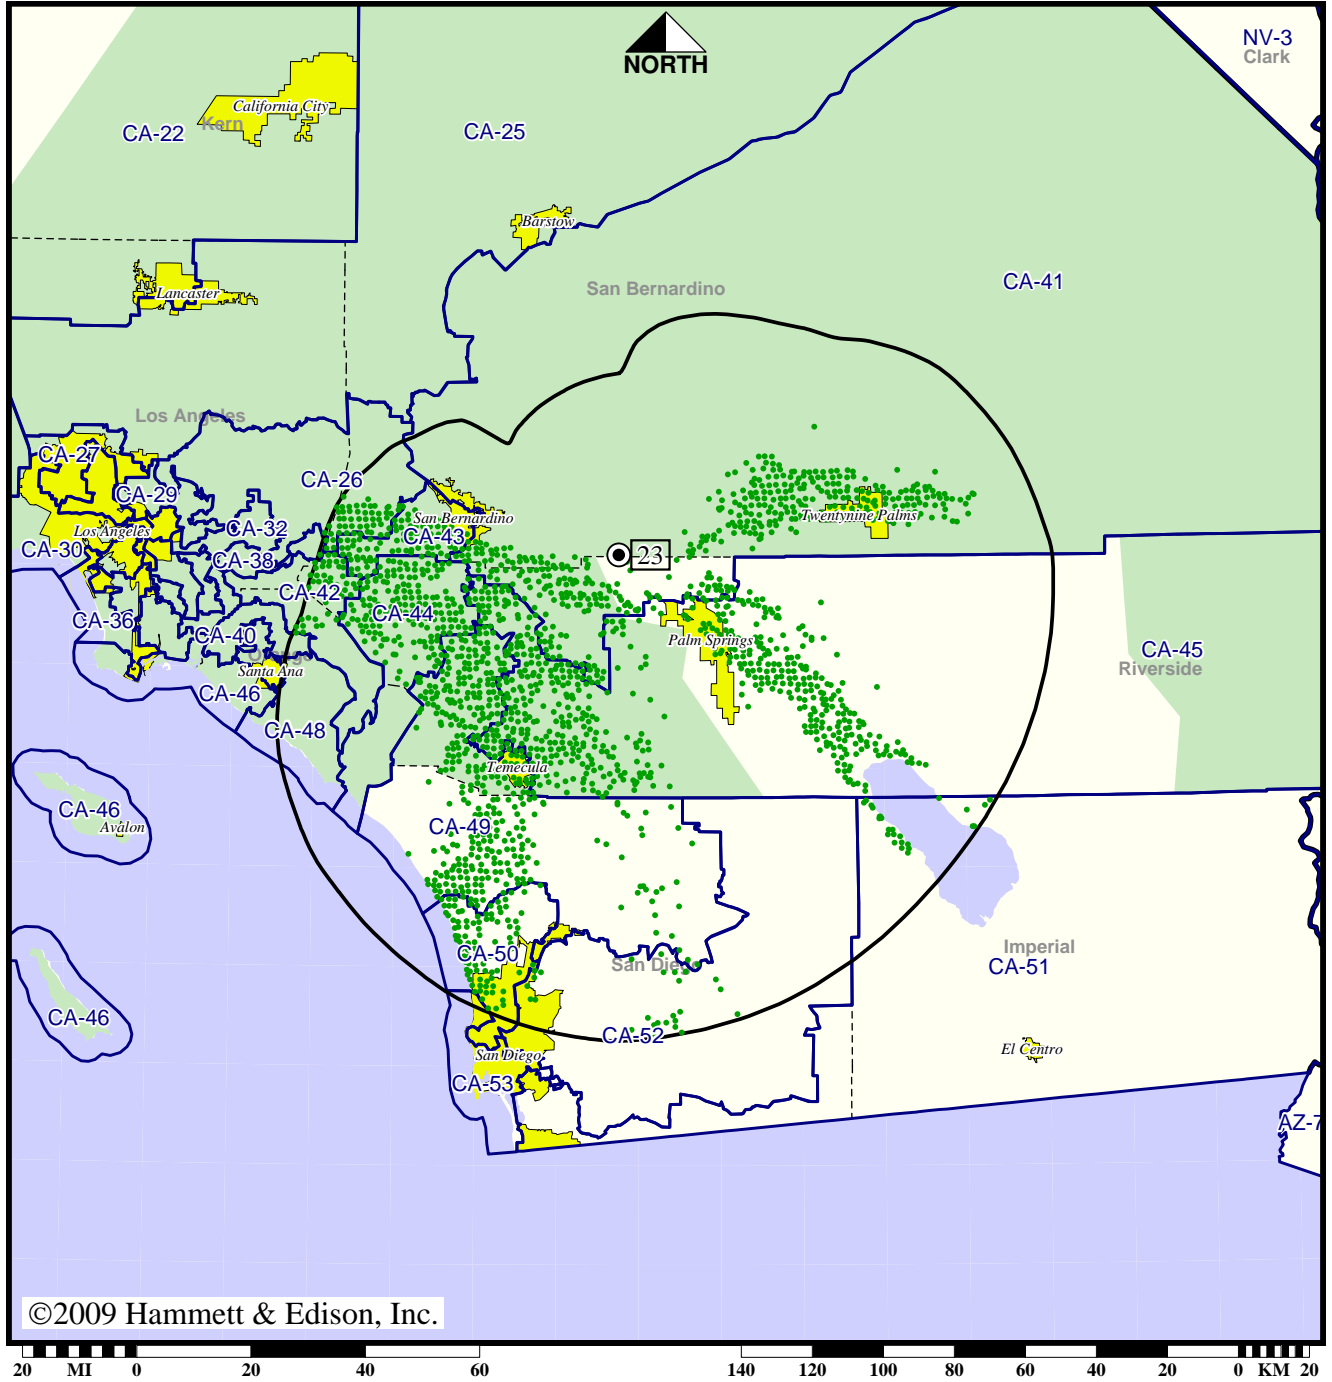 NV-3
Clark
NORTH
California City
Kern
CA-22
CA-25
Barstow
CA-41
San Bernardino
Lancaster
Los Angeles
CA-27
CA-26
CA-29
San Bernardino
Twentynine Palms
Los Angeles
CA-32
CA-43
CA-30
CA-38
23
CA-42
CA-44
CA-36
CA-40
Palm Springs
CA-45
Orange
Riverside
Santa Ana
CA-46
CA-48
Temecula
CA-46
Avalon
CA-49
CA-50
San Diego
Imperial
CA-51
CA-46
CA-52
El Centro
San Diego
CA-53
AZ-7
©2009 Hammett & Edison, Inc.
20 MI 0 20 40 60 140 120 100 80 60 40 20 0 KM 20